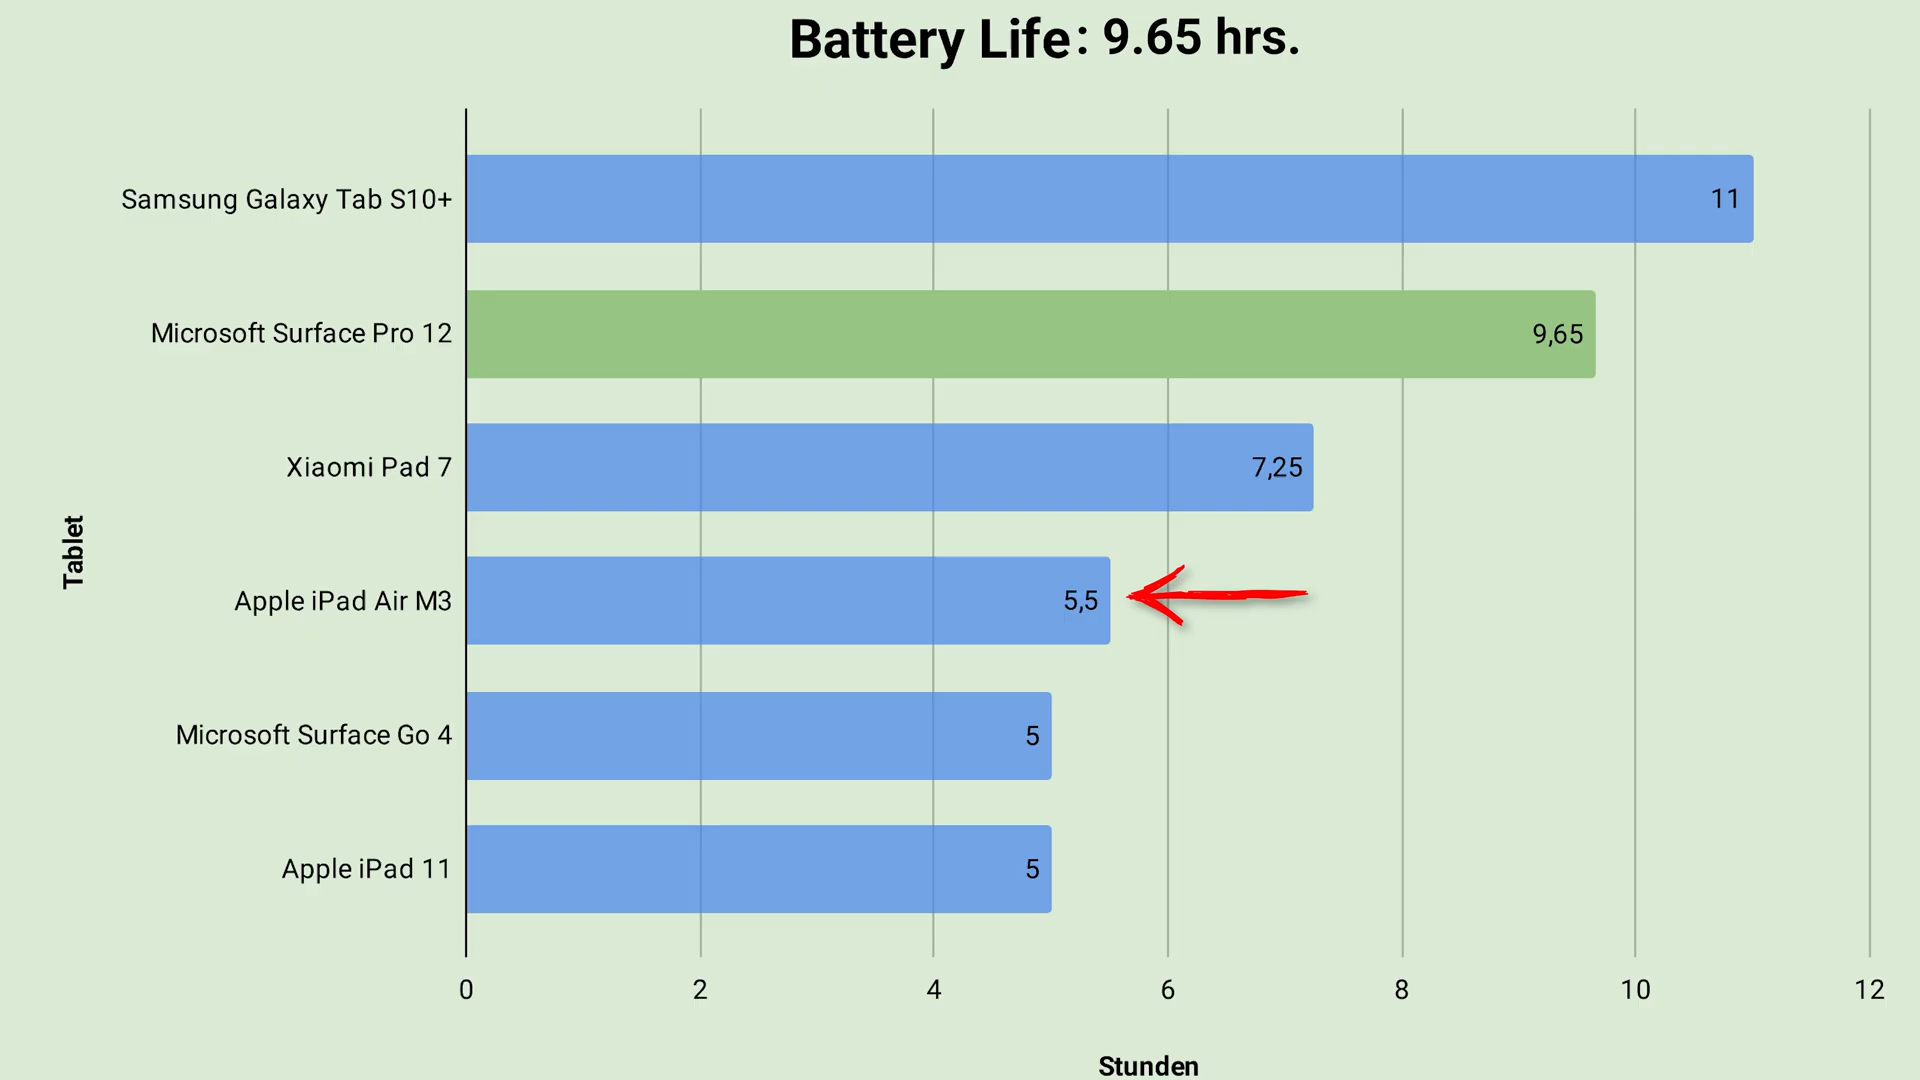 Battery Life: 9.65 hrs.
Samsung Galaxy Tab S10+
11
Microsoft Surface Pro 12
9,65
Xiaomi Pad 7
7,25
Tablet
Apple iPad Air M3
5,5
Microsoft Surface Go 4
5
Apple iPad 11
5
0 2 4 6 8 10 12
Stunden